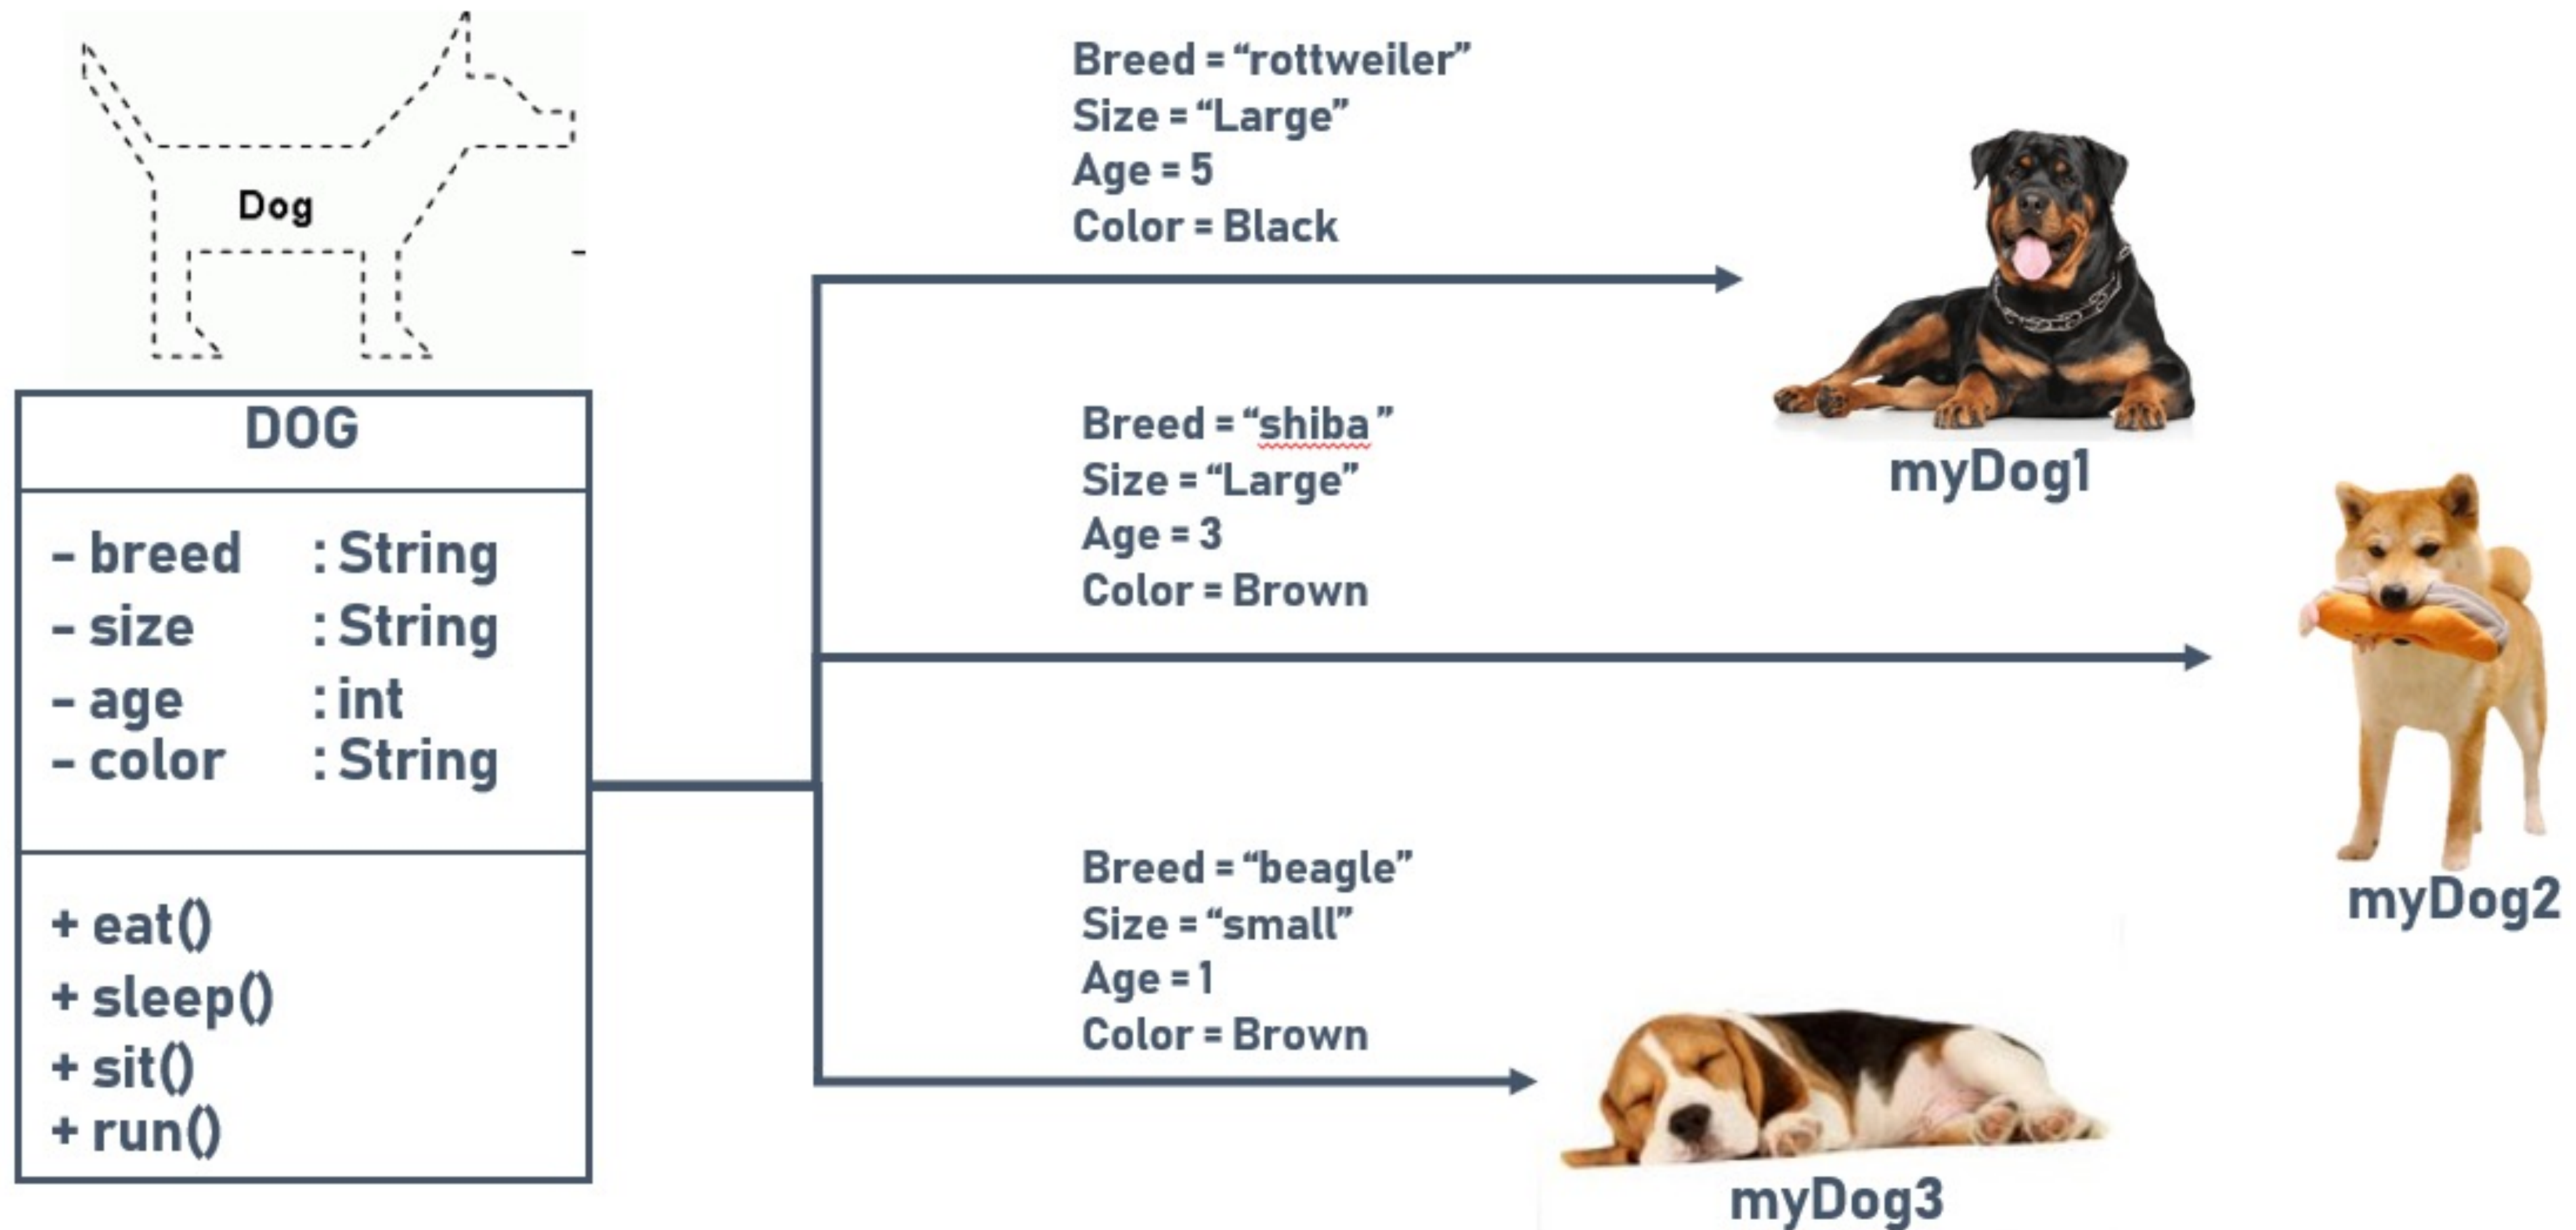 Dog
DOG
- breed : String
- size : String
- age : int
- color : String
+ eat()
+ sleep()
+ sit()
+ run()
Breed = “rottweiler”
Size = “Large”
Age = 5
Color = Black
myDog1
Breed = “shiba ”
Size = “Large”
Age = 3
Color = Brown
myDog2
Breed = “beagle”
Size = “small”
Age = 1
Color = Brown
myDog3